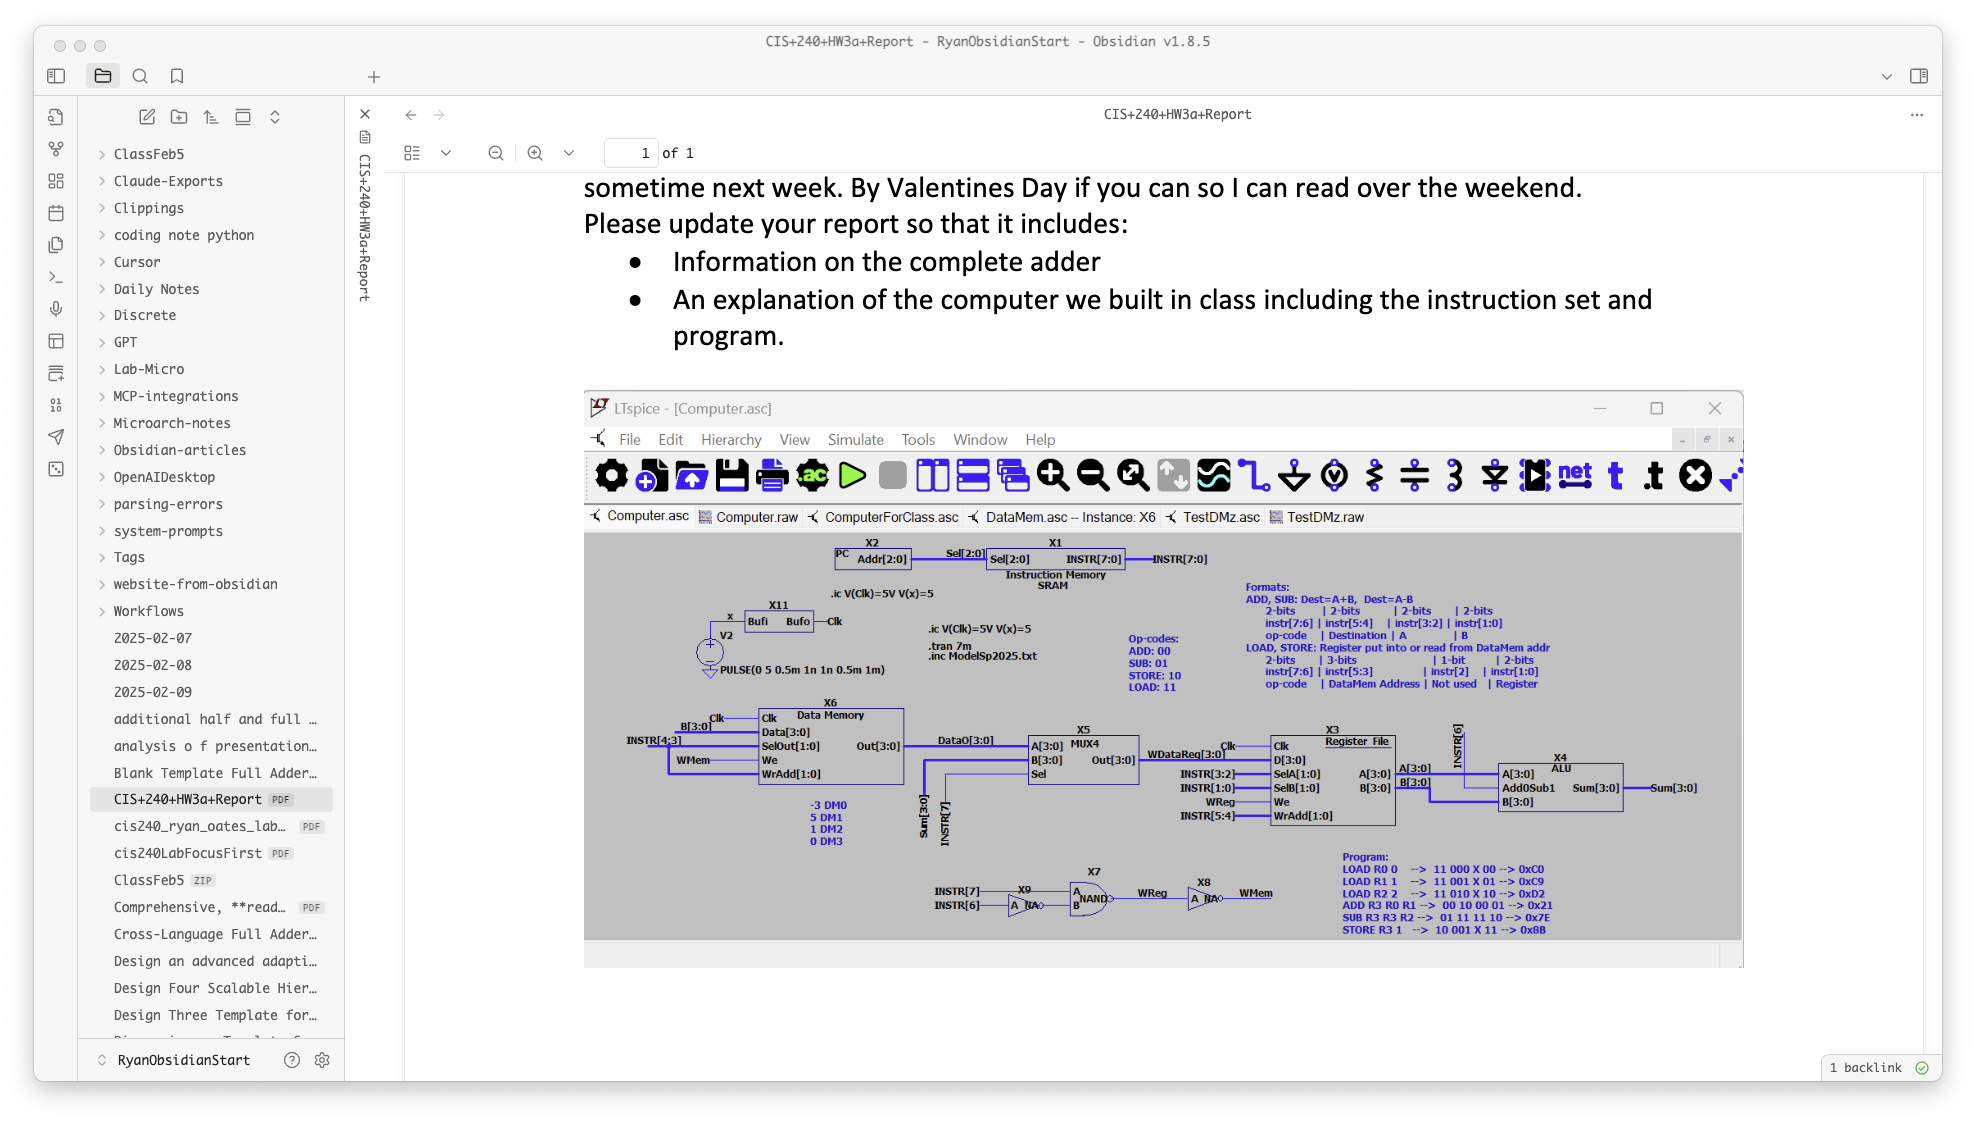 CIS+240+HW3a+Report - RyanObsidianStart - Obsidian v1.8.5
CIS+240+HW3a+Report
CIS+240+HW3a+Report
1 of 1
ClassFeb5
Claude-Exports
Clippings
coding note python
Cursor
Daily Notes
Discrete
GPT
Lab-Micro
MCP-integrations
Microarch-notes
Obsidian-articles
OpenAIDesktop
parsing-errors
system-prompts
Tags
website-from-obsidian
Workflows
2025-02-07
2025-02-08
2025-02-09
additional half and full …
analysis o f presentation…
Blank Template Full Adder…
CIS+240+HW3a+Report PDF
cis240_ryan_oates_lab… PDF
cis240LabFocusFirst PDF
ClassFeb5 ZIP
Comprehensive, **read… PDF
Cross-Language Full Adder…
Design an advanced adapti…
Design Four Scalable Hier…
Design Three Template for…
RyanObsidianStart
sometime next week. By Valentines Day if you can so I can read over the weekend.
Please update your report so that it includes:
• Information on the complete adder
• An explanation of the computer we built in class including the instruction set and
program.
LTspice - [Computer.asc]
File Edit Hierarchy View Simulate Tools Window Help
.ac net t .t
Computer.asc Computer.raw ComputerForClass.asc DataMem.asc -- Instance: X6 TestDMz.asc TestDMz.raw
X2 X1
PC Addr[2:0] Sel[2:0] Sel[2:0] INSTR[7:0] INSTR[7:0]
Instruction Memory
SRAM
.ic V(Clk)=5V V(x)=5
X11
x Bufi Bufo Clk
V2
PULSE(0 5 0.5m 1n 1n 0.5m 1m)
.ic V(Clk)=5V V(x)=5
.tran 7m
.inc ModelSp2025.txt
Op-codes:
ADD: 00
SUB: 01
STORE: 10
LOAD: 11
Formats:
ADD, SUB: Dest=A+B, Dest=A-B
2-bits | 2-bits | 2-bits | 2-bits
instr[7:6] | instr[5:4] | instr[3:2] | instr[1:0]
op-code | Destination | A | B
LOAD, STORE: Register put into or read from DataMem addr
2-bits | 3-bits | 1-bit | 2-bits
instr[7:6] | instr[5:3] | instr[2] | instr[1:0]
op-code | DataMem Address | Not used | Register
X6
Clk Clk Data Memory
B[3:0] Data[3:0]
INSTR[4:3] SelOut[1:0] Out[3:0] DataO[3:0]
WMem We
WrAdd[1:0]
-3 DM0
5 DM1
1 DM2
0 DM3
X5
A[3:0] MUX4
B[3:0] Out[3:0] WDataReg[3:0]
Sel
Sum[3:0]
INSTR[7]
X3
Clk Clk Register File
D[3:0]
INSTR[3:2] SelA[1:0] A[3:0] A[3:0]
INSTR[1:0] SelB[1:0] B[3:0] B[3:0]
WReg We
INSTR[5:4] WrAdd[1:0]
INSTR[6]
X4
ALU
A[3:0]
Add0Sub1 Sum[3:0] Sum[3:0]
B[3:0]
X7
INSTR[7] X9 A NAND WReg X8 WMem
INSTR[6] A NA B A NA
Program:
LOAD R0 0 --> 11 000 X 00 --> 0xC0
LOAD R1 1 --> 11 001 X 01 --> 0xC9
LOAD R2 2 --> 11 010 X 10 --> 0xD2
ADD R3 R0 R1 --> 00 10 00 01 --> 0x21
SUB R3 R3 R2 --> 01 11 11 10 --> 0x7E
STORE R3 1 --> 10 001 X 11 --> 0x8B
1 backlink